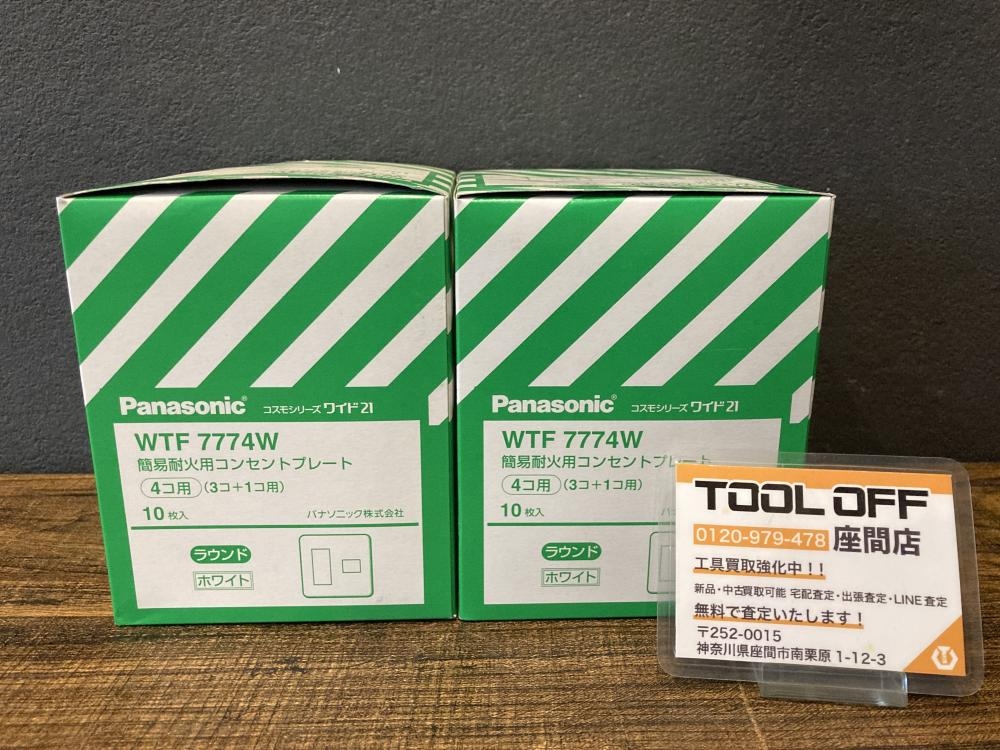 Panasonic® コスモシリーズ ワイド21
WTF 7774W
簡易耐火用コンセントプレート
4コ用 (3コ+1コ用)
10枚入 パナソニック株式会社
ラウンド
ホワイト
Panasonic® コスモシリーズ ワイド21
WTF 7774W
簡易耐火用コンセントプレート
4コ用 (3コ+1コ用)
10枚入
ラウンド
ホワイト
TOOL OFF
0120-979-478 座間店
工具買取強化中!!
新品・中古買取可能 宅配査定・出張査定・LINE査定
無料で査定いたします!
〒252-0015
神奈川県座間市南栗原 1-12-3